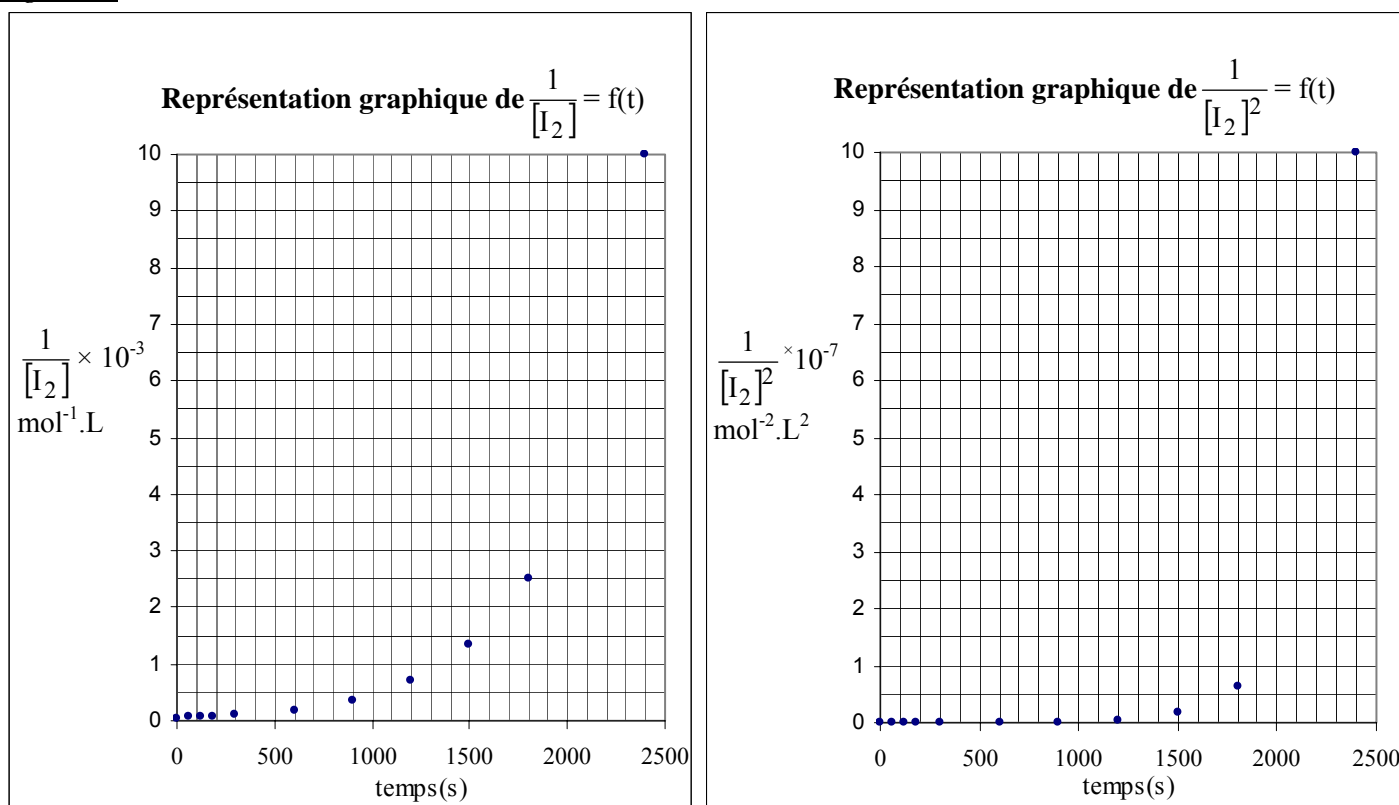 Représentation graphique de 1/[I₂] = f(t)
10
9
8
7
6
5
4
3
2
1
0
1/[I₂] × 10⁻³
mol⁻¹.L
0 500 1000 1500 2000 2500
temps(s)
Représentation graphique de 1/[I₂]² = f(t)
10
9
8
7
6
5
4
3
2
1
0
1/[I₂]² ×10⁻⁷
mol⁻².L²
0 500 1000 1500 2000 2500
temps(s)